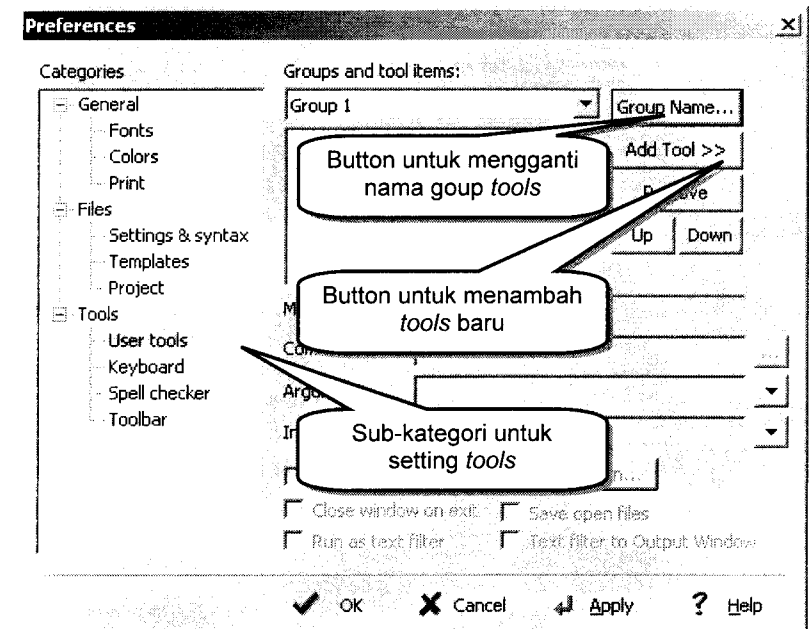 Preferences
Categories
Groups and tool items:
General
Fonts
Colors
Print
Files
Settings & syntax
Templates
Project
Tools
User tools
Keyboard
Spell checker
Toolbar
Group 1
Group Name...
Add Tool >>
Up Down
Button untuk mengganti
nama goup tools
Button untuk menambah
tools baru
Sub-kategori untuk
setting tools
Close window on exit
Save open files
Run as text filter
Text filter to Output Window
OK Cancel Apply Help